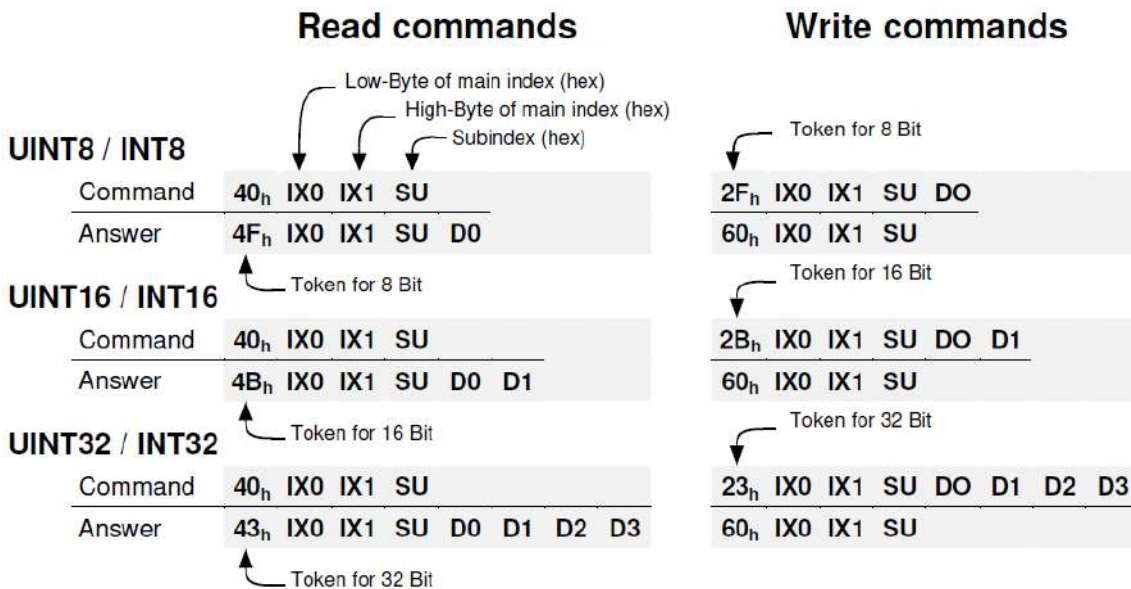 Read commands Write commands
Low-Byte of main index (hex)
High-Byte of main index (hex)
Subindex (hex)
Token for 8 Bit
UINT8 / INT8
Command 40h IX0 IX1 SU 2Fh IX0 IX1 SU DO
Answer 4Fh IX0 IX1 SU D0 60h IX0 IX1 SU
Token for 8 Bit Token for 16 Bit
UINT16 / INT16
Command 40h IX0 IX1 SU 2Bh IX0 IX1 SU DO D1
Answer 4Bh IX0 IX1 SU D0 D1 60h IX0 IX1 SU
Token for 16 Bit Token for 32 Bit
UINT32 / INT32
Command 40h IX0 IX1 SU 23h IX0 IX1 SU DO D1 D2 D3
Answer 43h IX0 IX1 SU D0 D1 D2 D3 60h IX0 IX1 SU
Token for 32 Bit